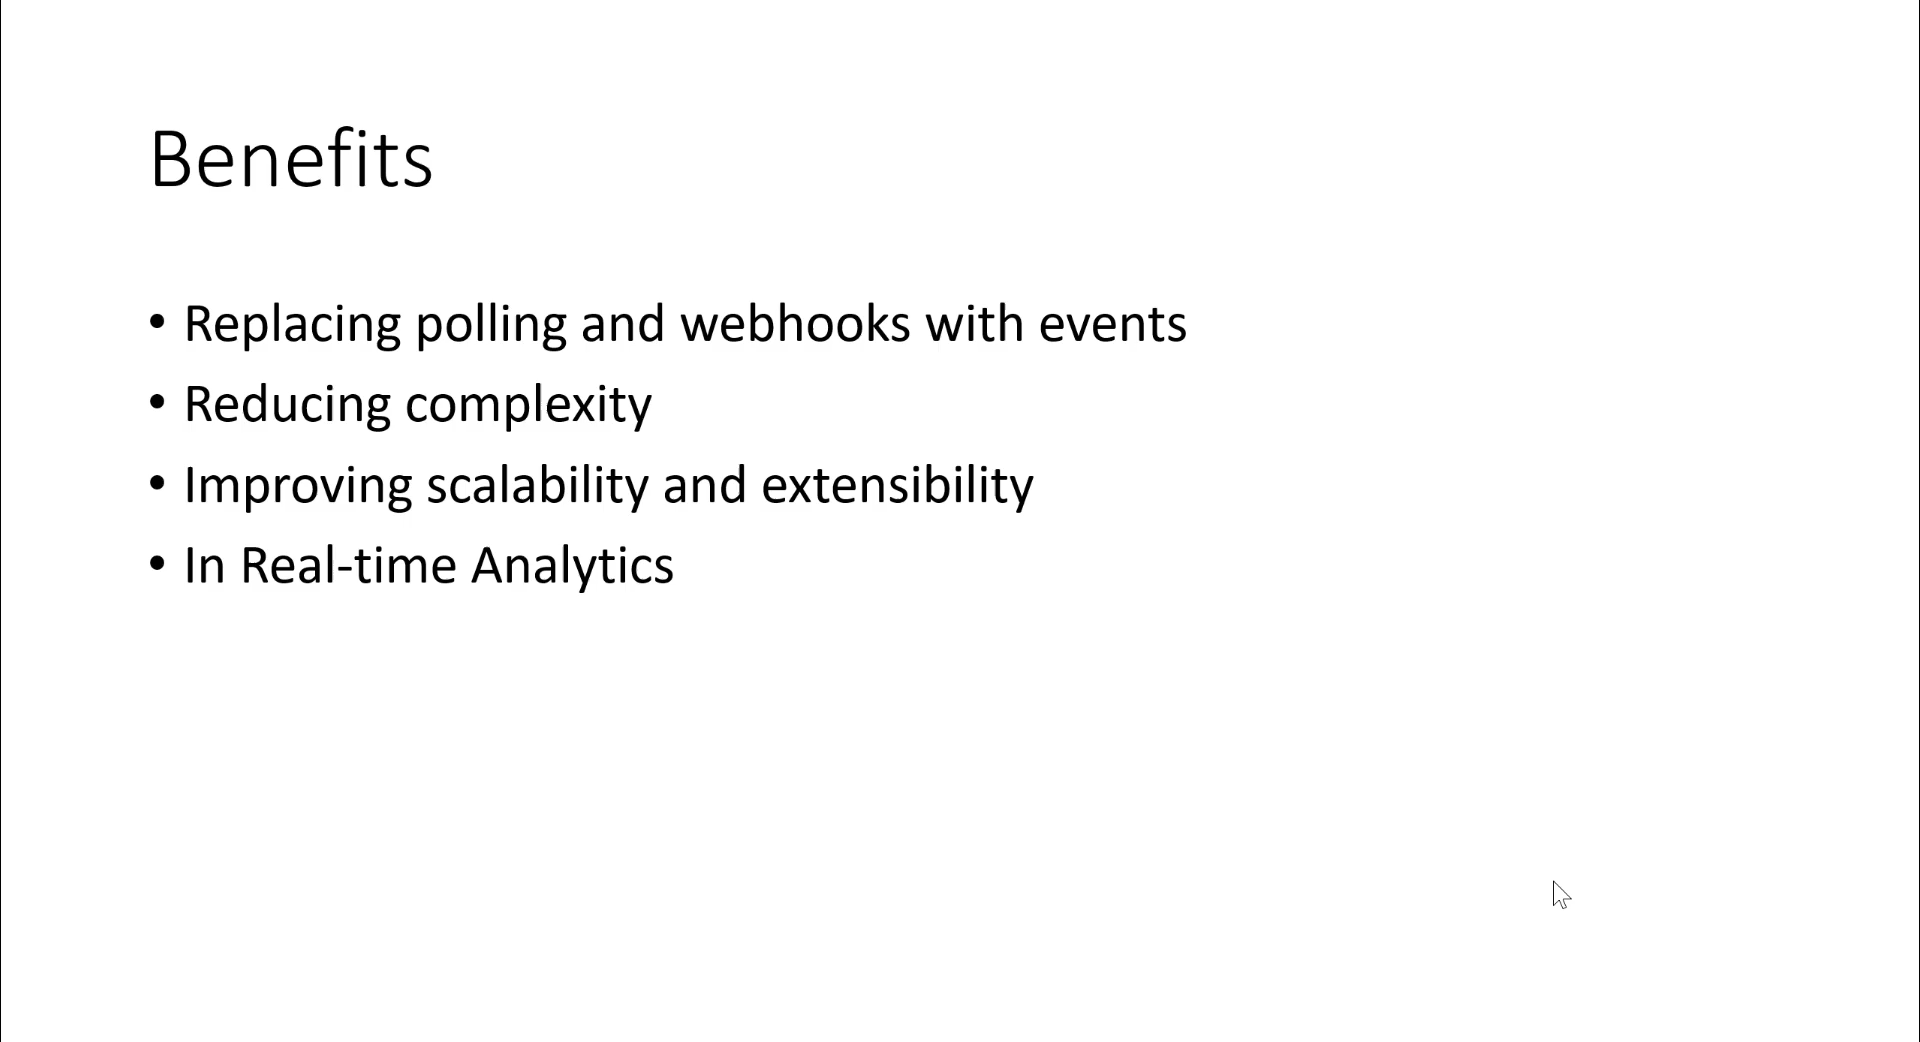 Benefits
• Replacing polling and webhooks with events
• Reducing complexity
• Improving scalability and extensibility
• In Real-time Analytics